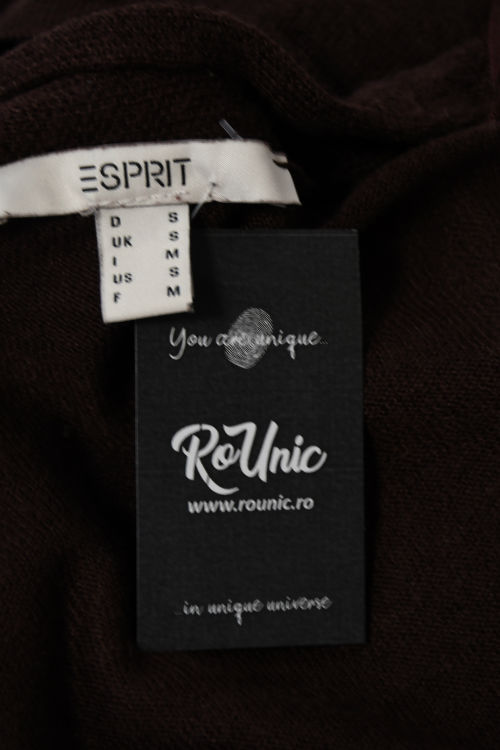 ESPRIT
D S
UK S
I M
US S
F M
You are unique...
RoUnic
www.rounic.ro
...in unique universe